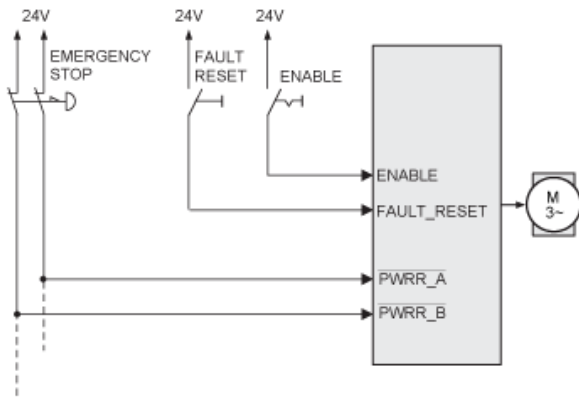 24V
24V
24V
EMERGENCY
STOP
FAULT
RESET
ENABLE
ENABLE
FAULT_RESET
PWRR_A
PWRR_B
M
3~